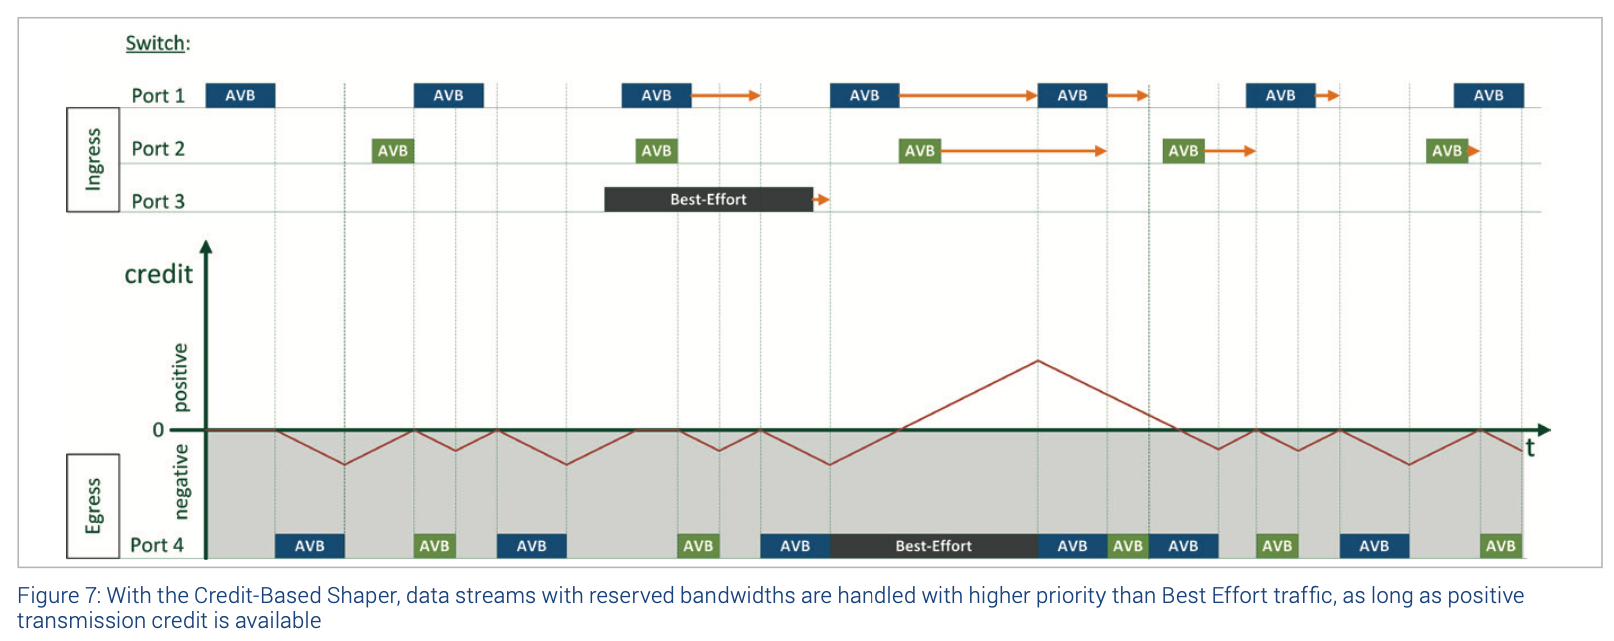 Switch:
Port 1 AVB AVB AVB AVB AVB AVB AVB
Ingress
Port 2 AVB AVB AVB AVB AVB
Port 3 Best-Effort
credit
positive
0
t
negative
Egress
Port 4 AVB AVB AVB AVB AVB Best-Effort AVB AVB AVB AVB AVB AVB
Figure 7: With the Credit-Based Shaper, data streams with reserved bandwidths are handled with higher priority than Best Effort traffic, as long as positive
transmission credit is available